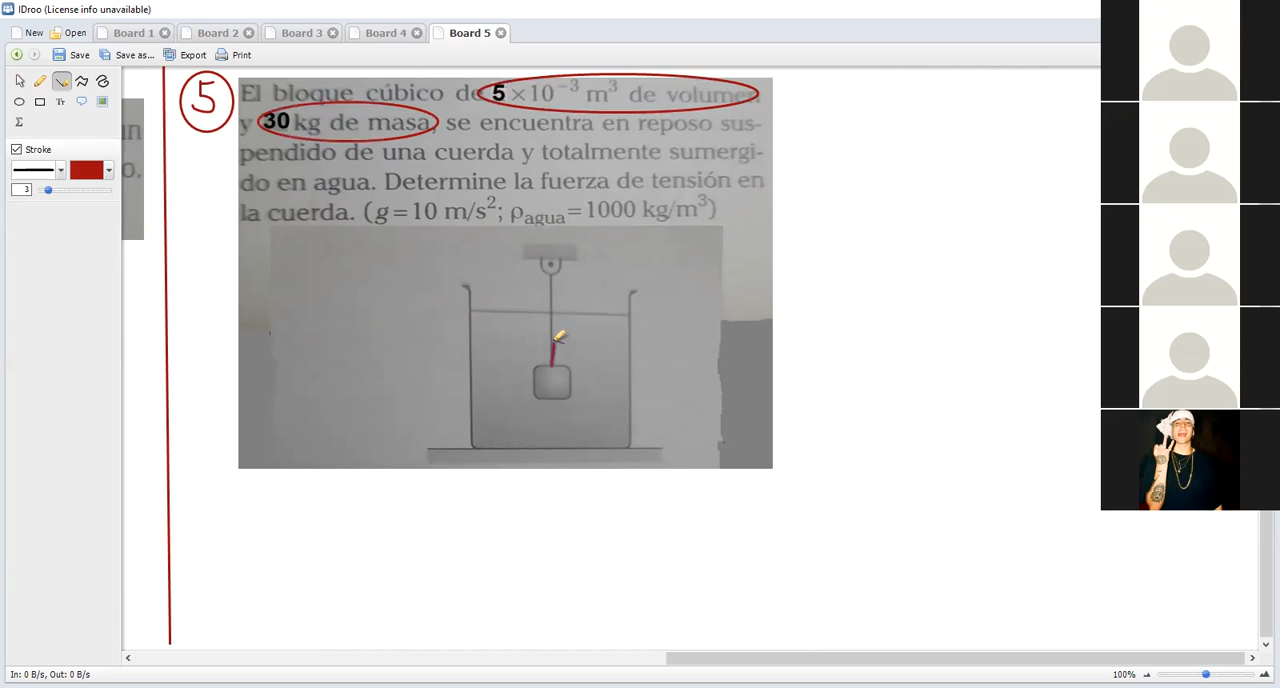 IDroo (License info unavailable)
New Open Board 1 Board 2 Board 3 Board 4 Board 5
Save Save as... Export Print
Tr
Σ
Stroke
3
un
o,
5
El bloque cúbico de 5 ×10⁻³ m³ de volumen
y 30 kg de masa, se encuentra en reposo sus-
pendido de una cuerda y totalmente sumergi-
do en agua. Determine la fuerza de tensión en
la cuerda. (g=10 m/s²; ρagua=1000 kg/m³)
In: 0 B/s, Out: 0 B/s
100%